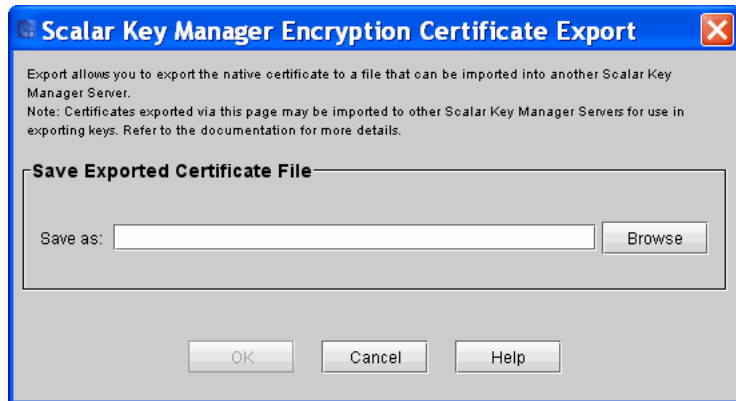 Scalar Key Manager Encryption Certificate Export
Export allows you to export the native certificate to a file that can be imported into another Scalar Key
Manager Server.
Note: Certificates exported via this page may be imported to other Scalar Key Manager Servers for use in
exporting keys. Refer to the documentation for more details.
Save Exported Certificate File
Save as:
Browse
OK
Cancel
Help